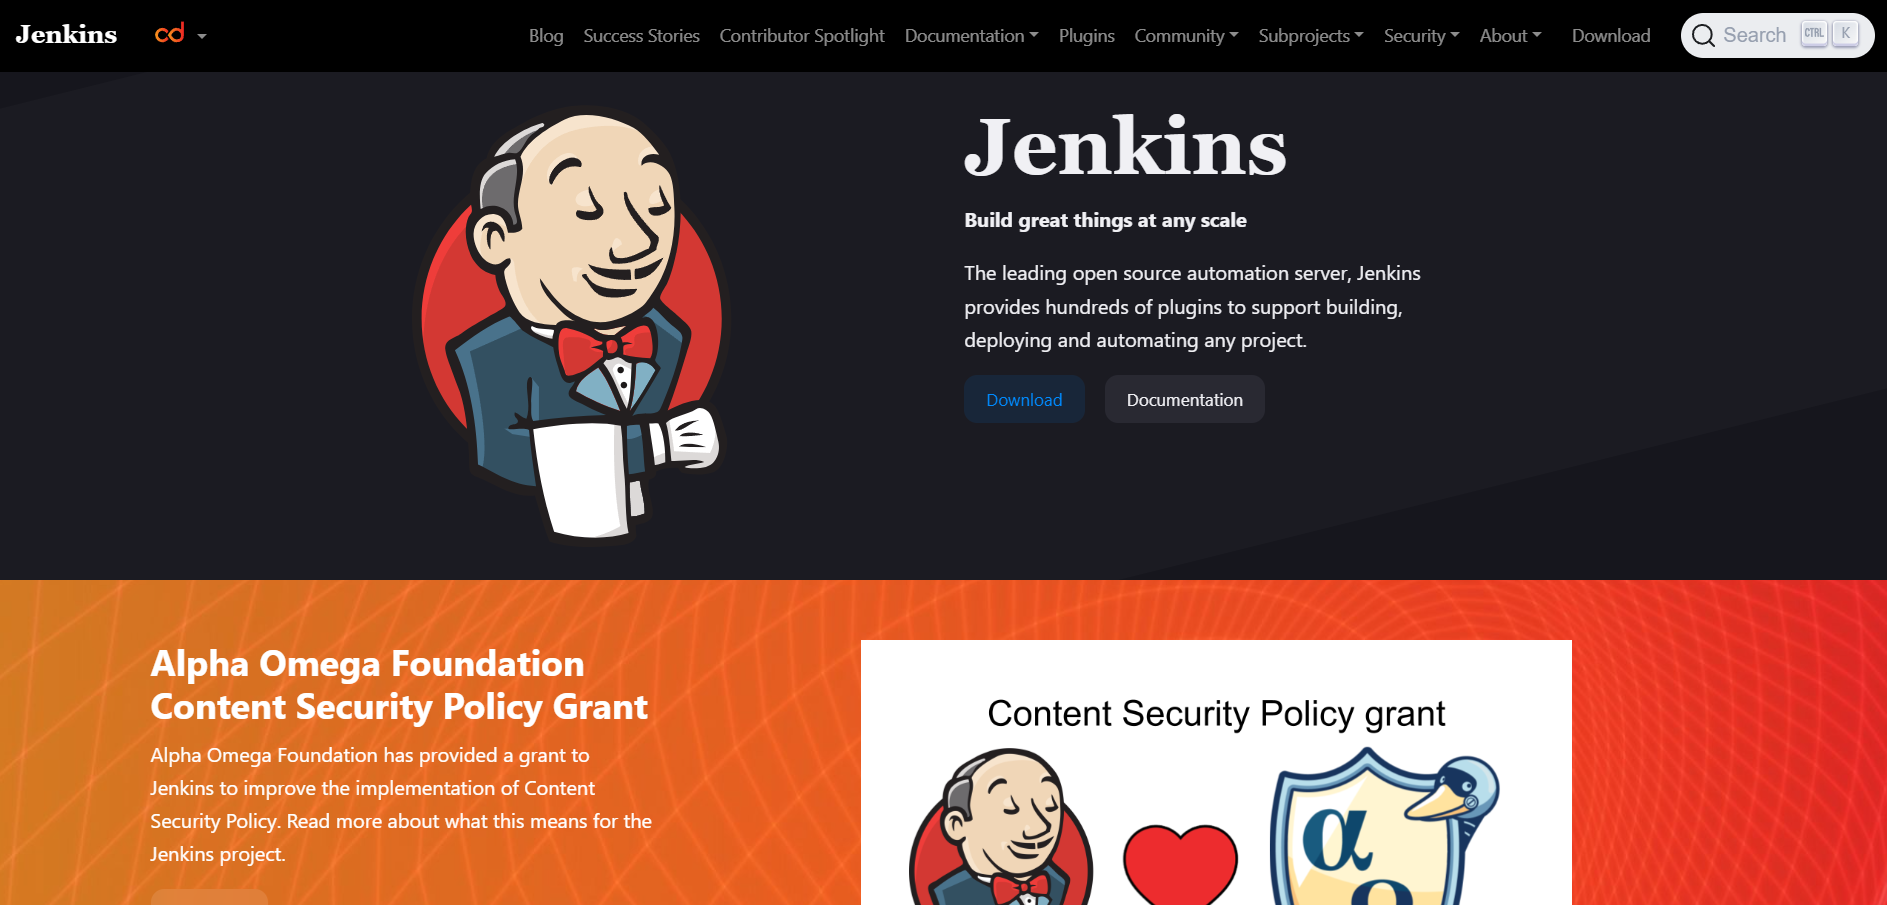 Jenkins
cd
Blog Success Stories Contributor Spotlight Documentation Plugins Community Subprojects Security About Download
Search CTRL K
Jenkins
Build great things at any scale
The leading open source automation server, Jenkins
provides hundreds of plugins to support building,
deploying and automating any project.
Download Documentation
Alpha Omega Foundation
Content Security Policy Grant
Alpha Omega Foundation has provided a grant to
Jenkins to improve the implementation of Content
Security Policy. Read more about what this means for the
Jenkins project.
Content Security Policy grant
α